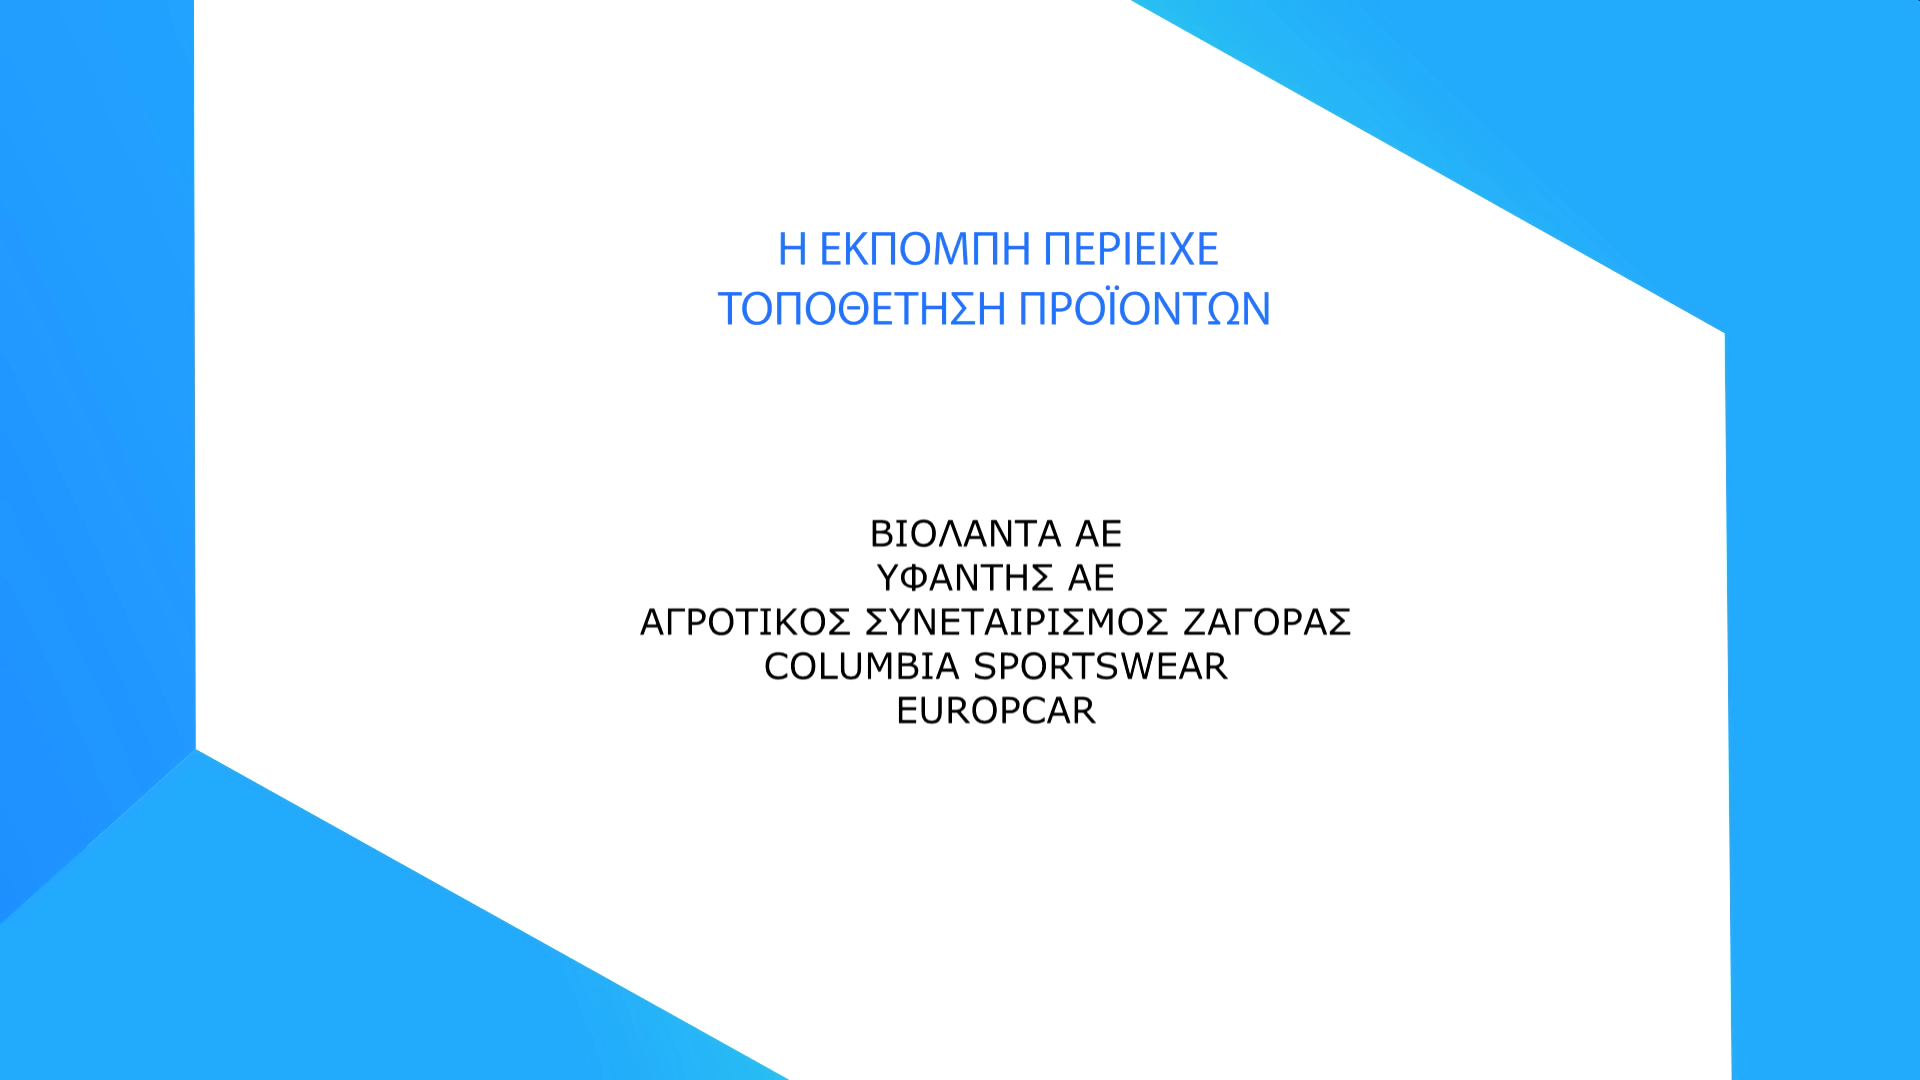 Η ΕΚΠΟΜΠΗ ΠΕΡΙΕΙΧΕ
ΤΟΠΟΘΕΤΗΣΗ ΠΡΟΪΟΝΤΩΝ
ΒΙΟΛΑΝΤΑ ΑΕ
ΥΦΑΝΤΗΣ ΑΕ
ΑΓΡΟΤΙΚΟΣ ΣΥΝΕΤΑΙΡΙΣΜΟΣ ΖΑΓΟΡΑΣ
COLUMBIA SPORTSWEAR
EUROPCAR